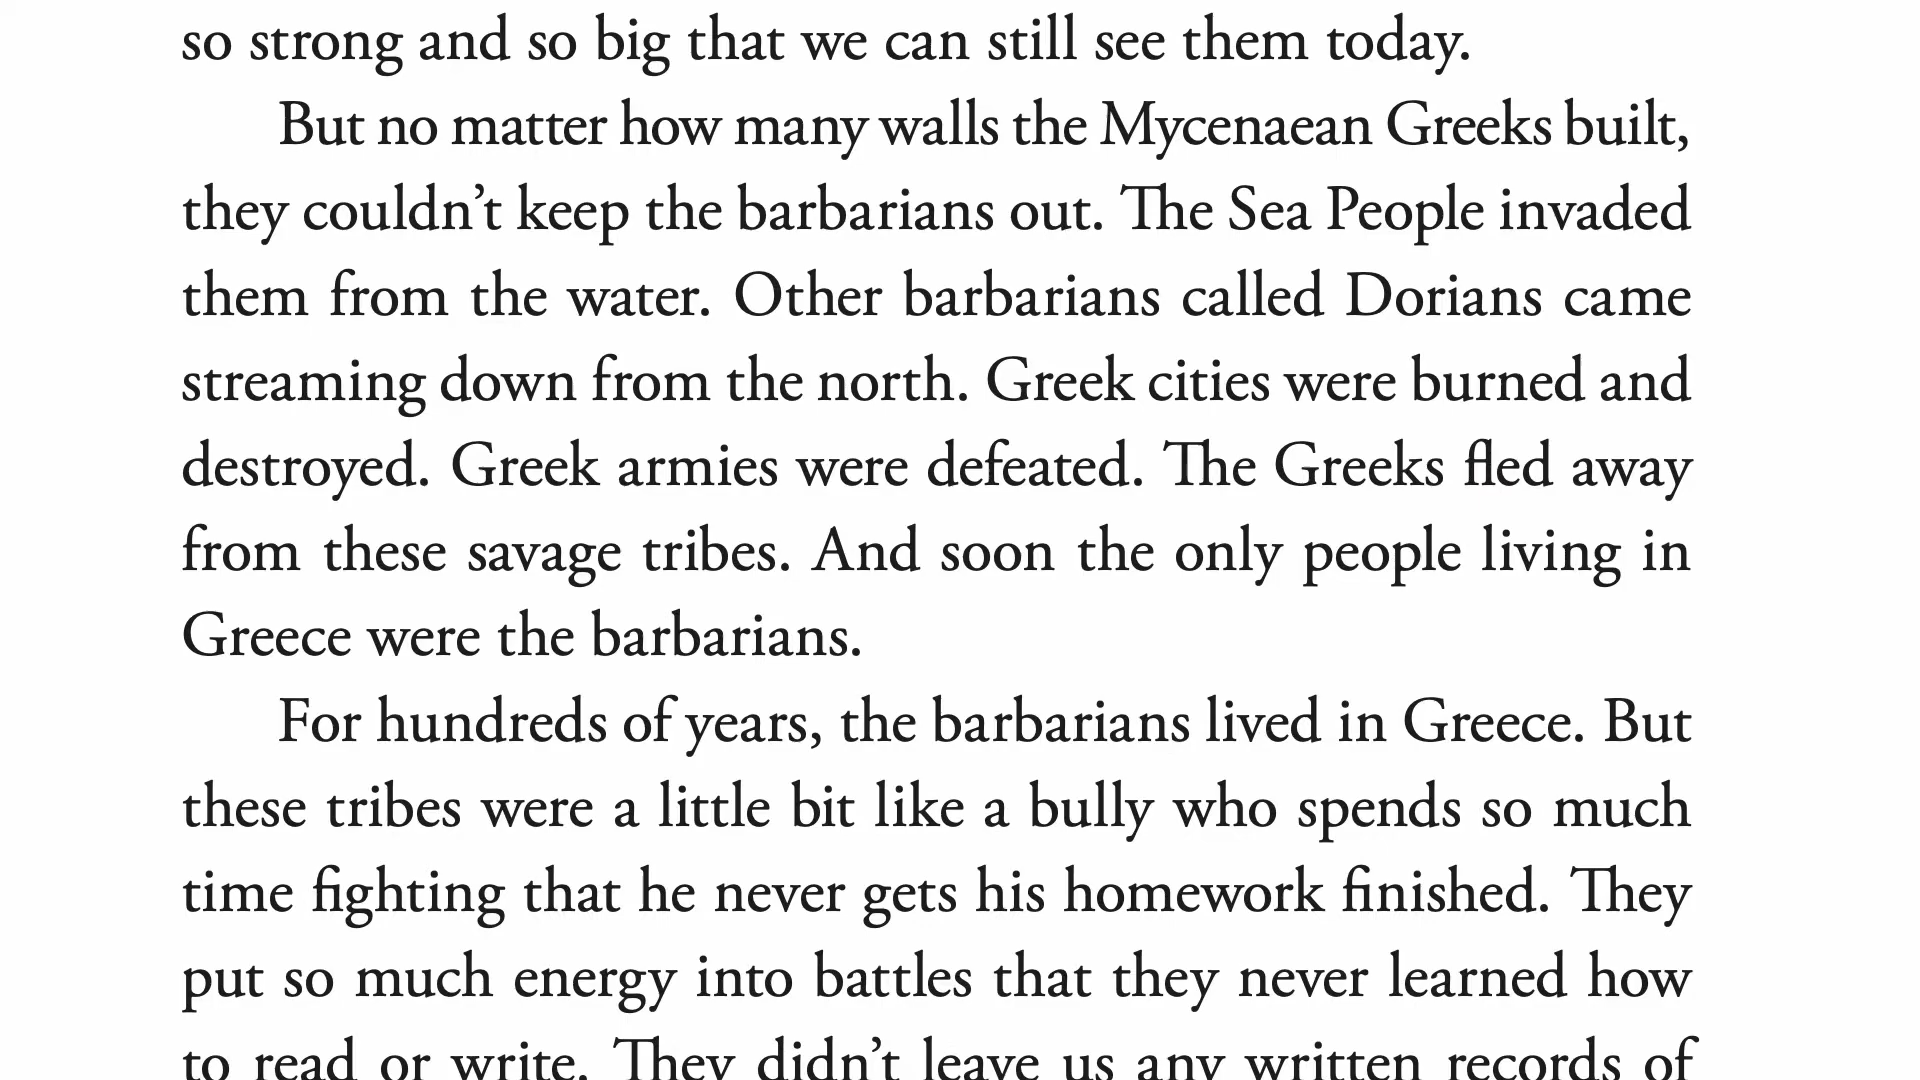 so strong and so big that we can still see them today.
But no matter how many walls the Mycenaean Greeks built,
they couldn’t keep the barbarians out. The Sea People invaded
them from the water. Other barbarians called Dorians came
streaming down from the north. Greek cities were burned and
destroyed. Greek armies were defeated. The Greeks fled away
from these savage tribes. And soon the only people living in
Greece were the barbarians.
For hundreds of years, the barbarians lived in Greece. But
these tribes were a little bit like a bully who spends so much
time fighting that he never gets his homework finished. They
put so much energy into battles that they never learned how
to read or write. They didn’t leave us any written records of